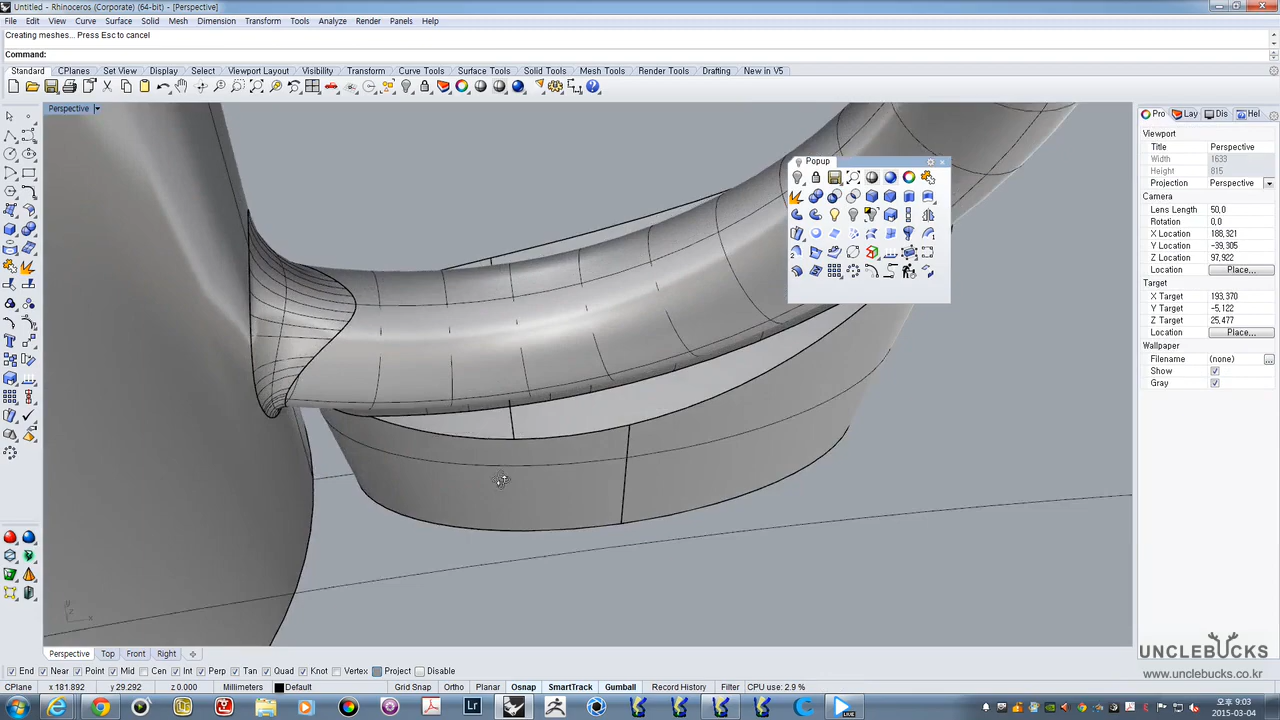 Untitled - Rhinoceros (Corporate) (64-bit) - [Perspective]
File Edit View Curve Surface Solid Mesh Dimension Transform Tools Analyze Render Panels Help
Creating meshes... Press Esc to cancel
Command:
Standard CPlanes Set View Display Select Viewport Layout Visibility Transform Curve Tools Surface Tools Solid Tools Mesh Tools Render Tools Drafting New in V5
Perspective
Popup
Pro Lay Dis Hel
Viewport
Title Perspective
Width 1633
Height 815
Projection Perspective
Camera
Lens Length 50,0
Rotation 0,0
X Location 188,321
Y Location -39,305
Z Location 97,922
Location Place...
Target
X Target 193,370
Y Target -5,122
Z Target 25,477
Location Place...
Wallpaper
Filename (none) ...
Show
Gray
z x
UNCLEBUCKS
www.unclebucks.co.kr
Perspective Top Front Right
End Near Point Mid Cen Int Perp Tan Quad Knot Vertex Project Disable
CPlane x 181.892 y 29.292 z 0.000 Millimeters Default Grid Snap Ortho Planar Osnap SmartTrack Gumball Record History Filter CPU use: 2.9 %
Lr LIVE
오후 9:03
2015-03-04